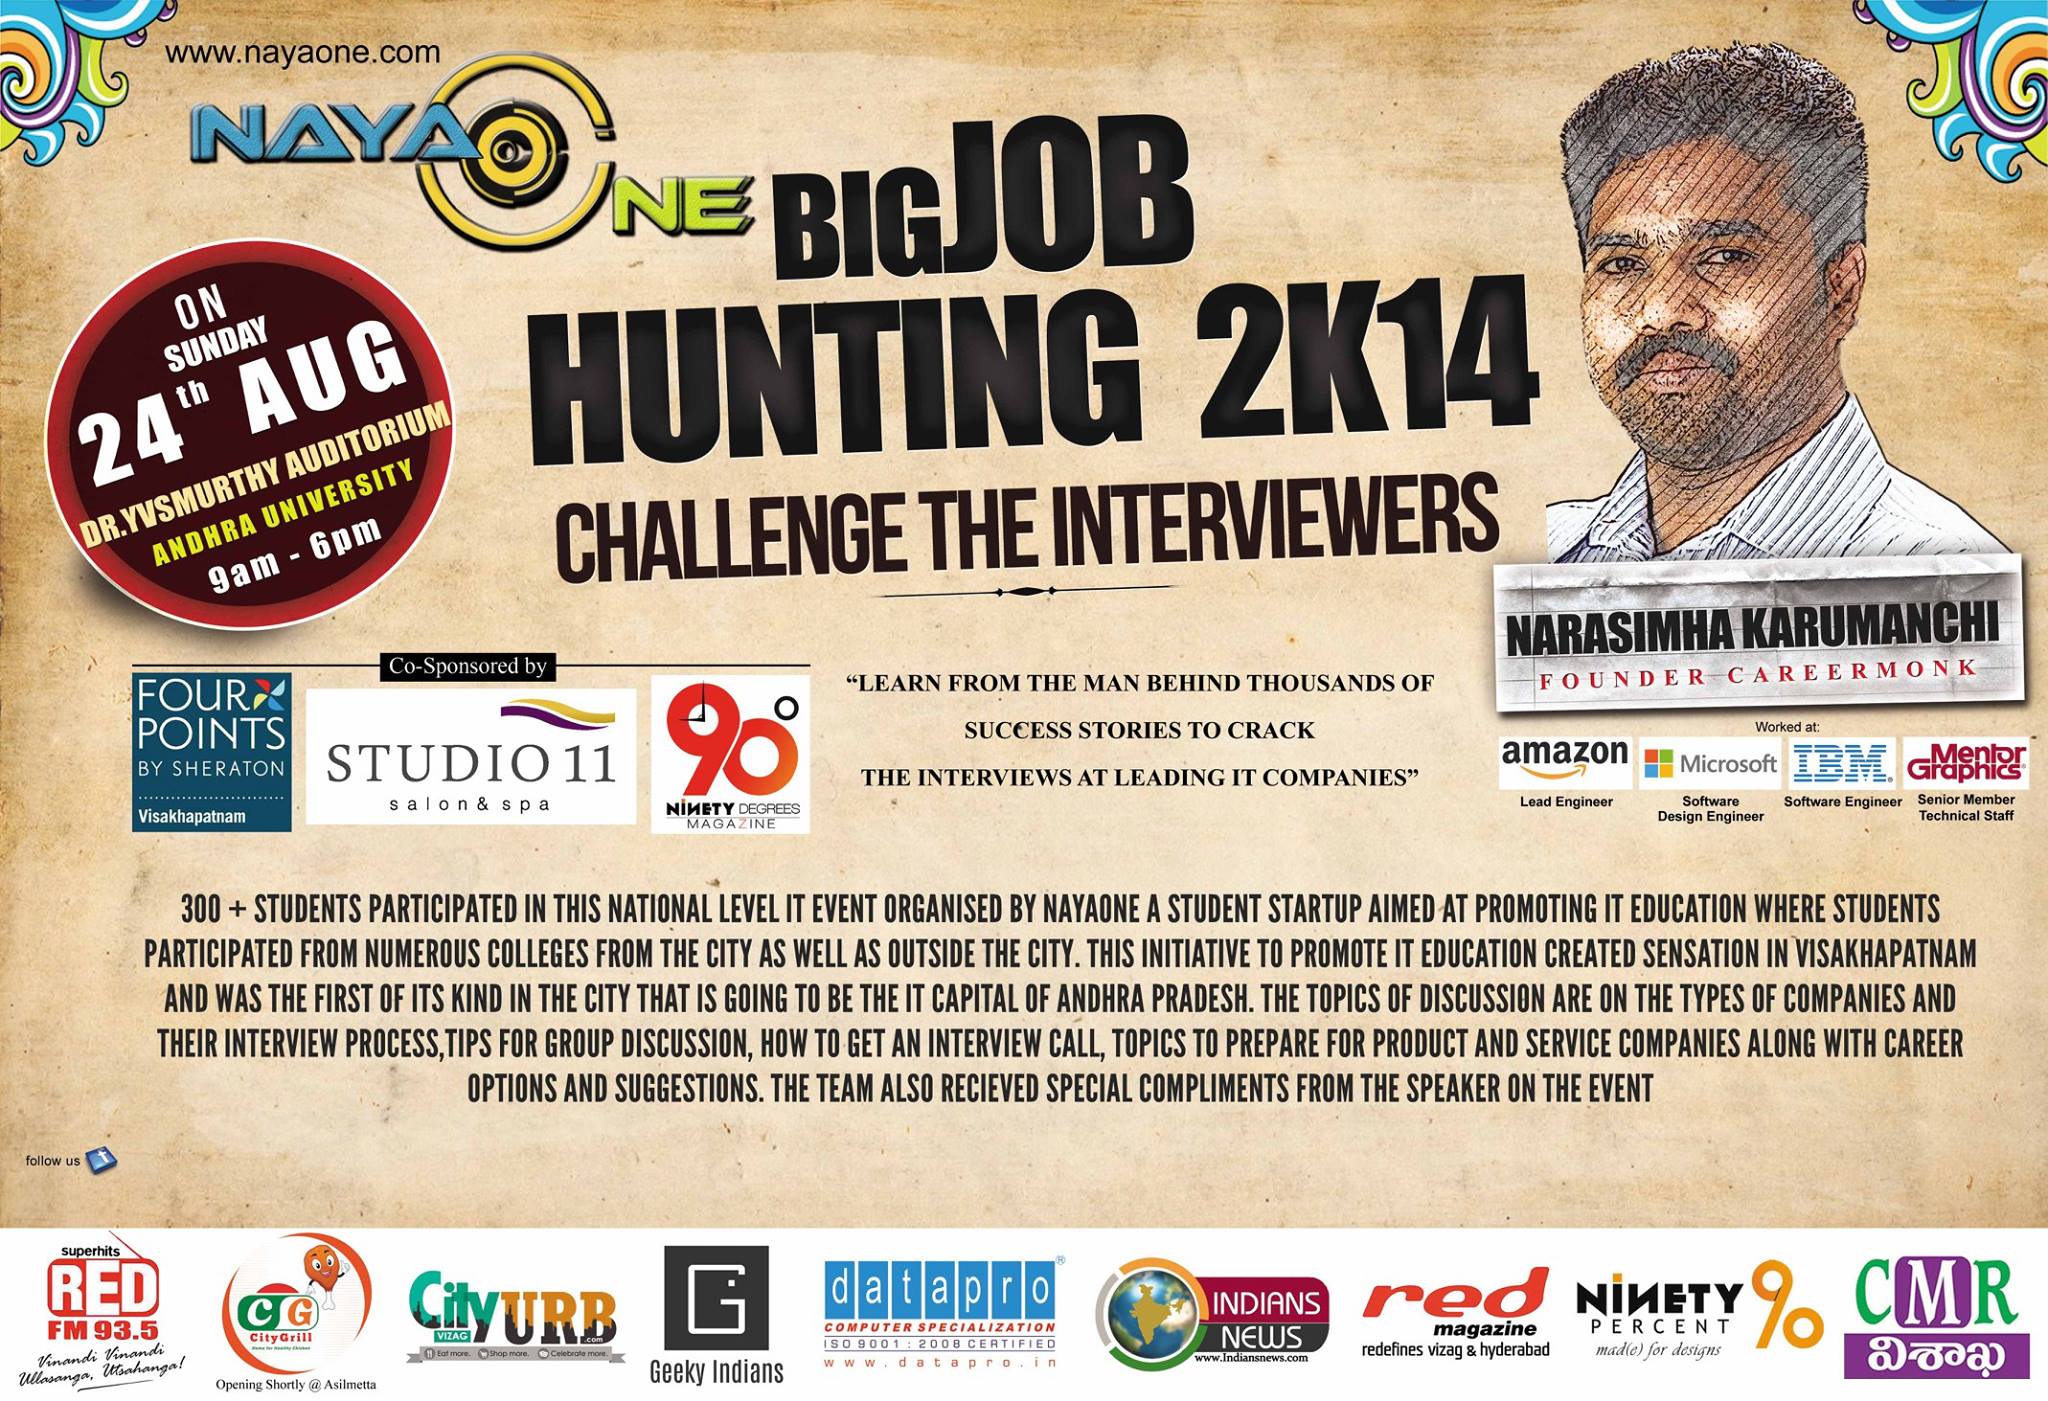 www.nayaone.com
NAYA ONE
BIG JOB
HUNTING 2K14
CHALLENGE THE INTERVIEWERS
ON
SUNDAY
24th AUG
DR.YVSMURTHY AUDITORIUM
ANDHRA UNIVERSITY
9am - 6pm
NARASIMHA KARUMANCHI
FOUNDER CAREERMONK
Worked at:
amazon
Lead Engineer
Microsoft
Software
Design Engineer
IBM
Software Engineer
Mentor
Graphics
Senior Member
Technical Staff
Co-Sponsored by
FOUR
POINTS
BY SHERATON
Visakhapatnam
STUDIO 11
salon & spa
90°
NINETY DEGREES
MAGAZINE
“LEARN FROM THE MAN BEHIND THOUSANDS OF
SUCCESS STORIES TO CRACK
THE INTERVIEWS AT LEADING IT COMPANIES”
300 + STUDENTS PARTICIPATED IN THIS NATIONAL LEVEL IT EVENT ORGANISED BY NAYAONE A STUDENT STARTUP AIMED AT PROMOTING IT EDUCATION WHERE STUDENTS
PARTICIPATED FROM NUMEROUS COLLEGES FROM THE CITY AS WELL AS OUTSIDE THE CITY. THIS INITIATIVE TO PROMOTE IT EDUCATION CREATED SENSATION IN VISAKHAPATNAM
AND WAS THE FIRST OF ITS KIND IN THE CITY THAT IS GOING TO BE THE IT CAPITAL OF ANDHRA PRADESH. THE TOPICS OF DISCUSSION ARE ON THE TYPES OF COMPANIES AND
THEIR INTERVIEW PROCESS,TIPS FOR GROUP DISCUSSION, HOW TO GET AN INTERVIEW CALL, TOPICS TO PREPARE FOR PRODUCT AND SERVICE COMPANIES ALONG WITH CAREER
OPTIONS AND SUGGESTIONS. THE TEAM ALSO RECIEVED SPECIAL COMPLIMENTS FROM THE SPEAKER ON THE EVENT
follow us
superhits
RED
FM 93.5
Vinandi Vinandi
Ullasanga, Utsahanga!
CG
CityGrill
Home for Healthy Chicken
Opening Shortly @ Asilmetta
City URB.com
VIZAG
Eat more. Shop more. Celebrate more.
G
Geeky Indians
datapro®
COMPUTER SPECIALIZATION
ISO 9001 : 2008 CERTIFIED
www.datapro.in
INDIANS
NEWS
www.Indiansnews.com
red
magazine
redefines vizag & hyderabad
NINETY 90
PERCENT
mad(e) for designs
CMR
విశాఖ